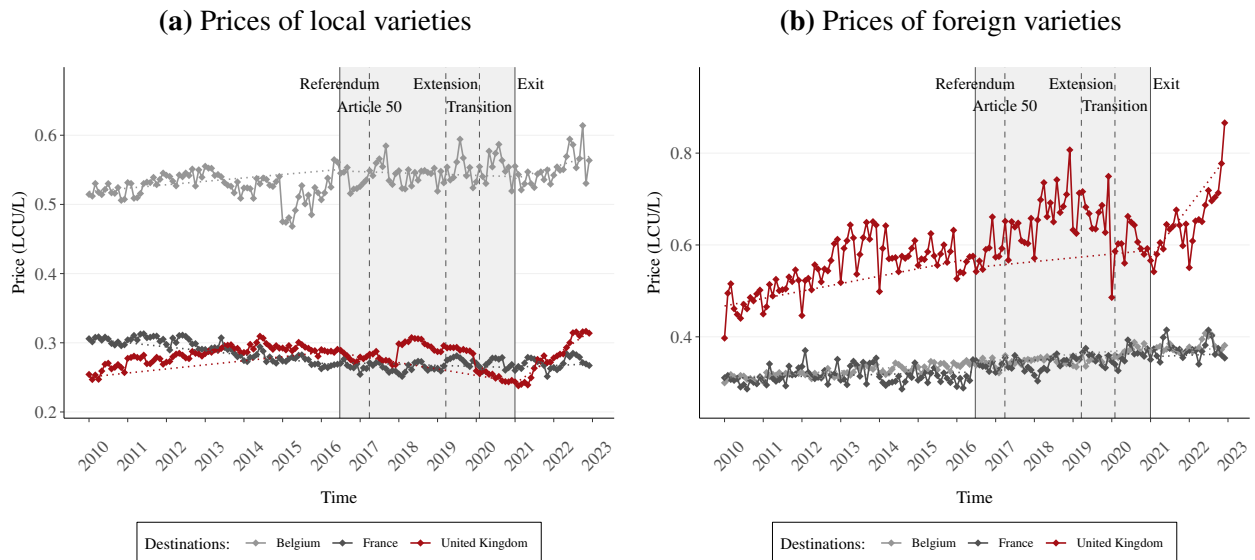 (a) Prices of local varieties
Referendum
Extension
Exit
Article 50
Transition
0.6
0.5
0.4
0.3
0.2
Price (LCU/L)
2010 2011 2012 2013 2014 2015 2016 2017 2018 2019 2020 2021 2022 2023
Time
Destinations: Belgium France United Kingdom
(b) Prices of foreign varieties
Referendum
Extension
Exit
Article 50
Transition
0.8
0.6
0.4
Price (LCU/L)
2010 2011 2012 2013 2014 2015 2016 2017 2018 2019 2020 2021 2022 2023
Time
Destinations: Belgium France United Kingdom